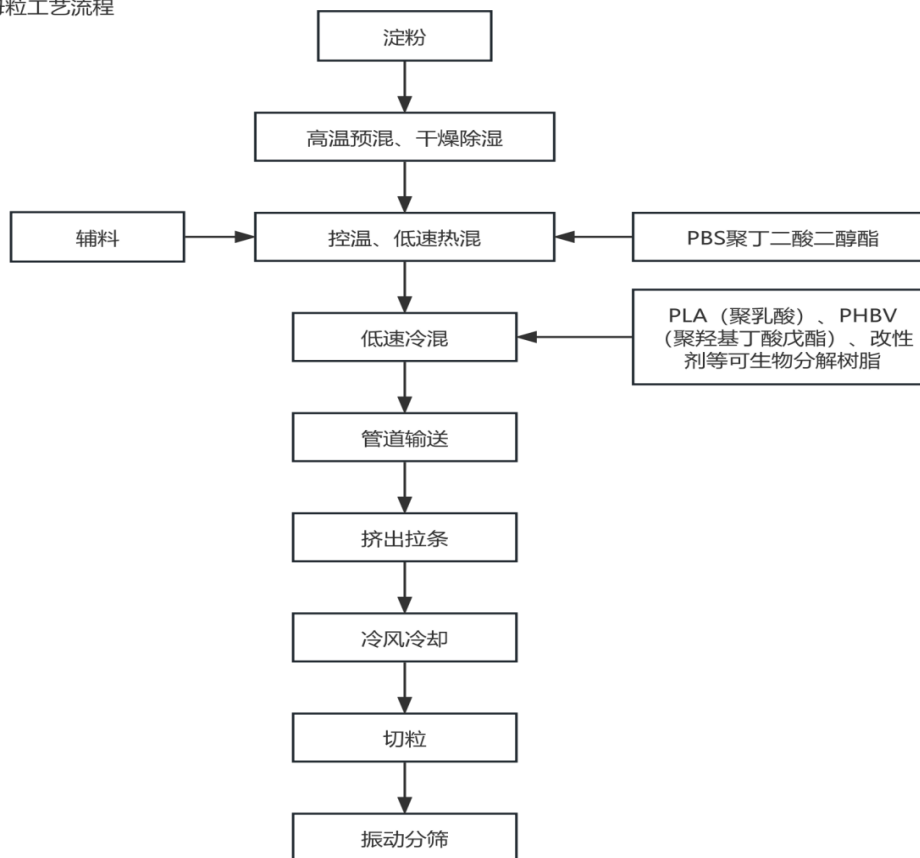 粒工艺流程
淀粉
高温预混、干燥除湿
辅料
控温、低速热混
PBS聚丁二酸二醇酯
低速冷混
PLA（聚乳酸）、PHBV
（聚羟基丁酸戊酯）、改性
剂等可生物分解树脂
管道输送
挤出拉条
冷风冷却
切粒
振动分筛